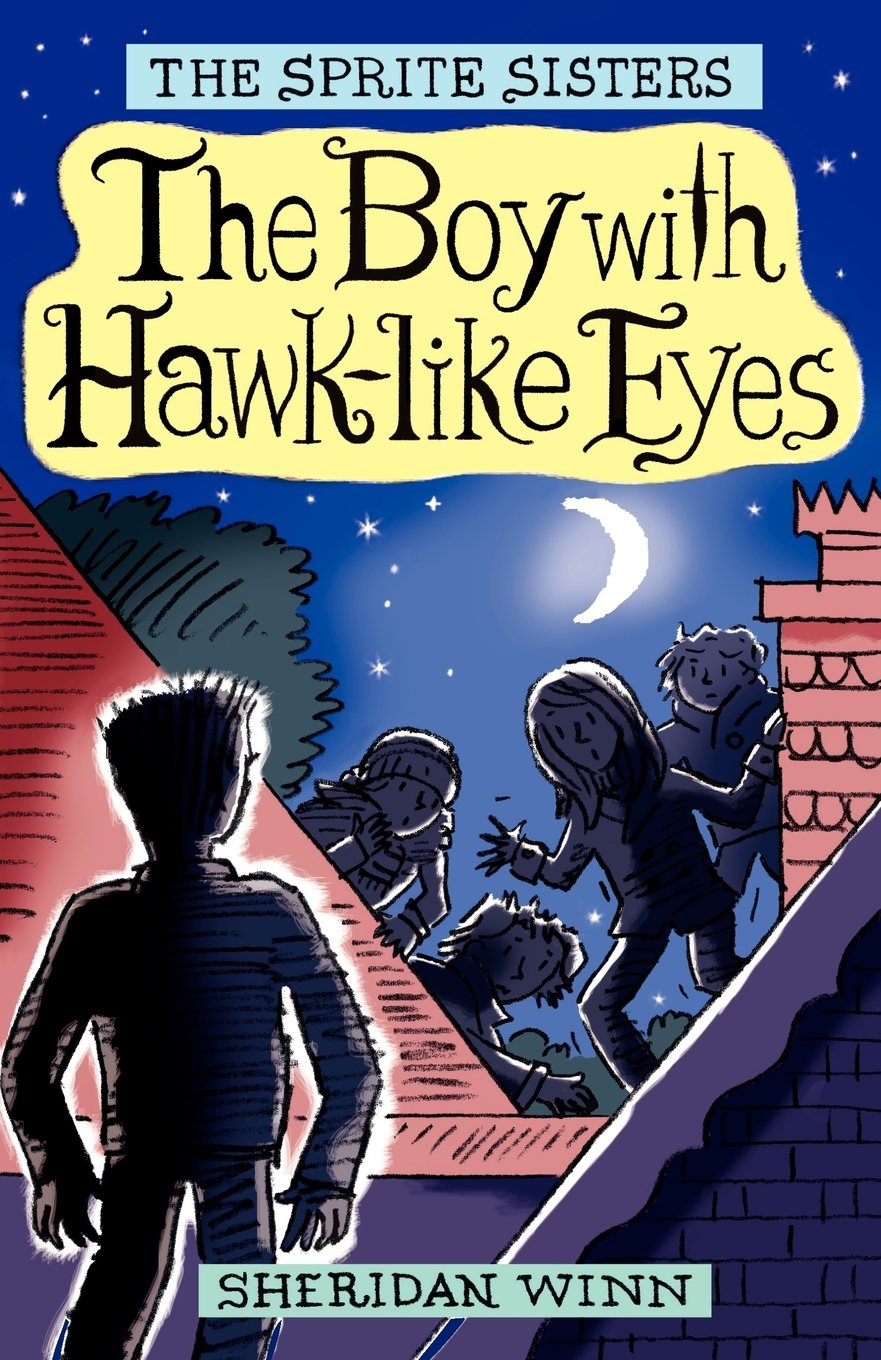 THE SPRITE SISTERS
The Boy with
Hawk-like Eyes
SHERIDAN WINN